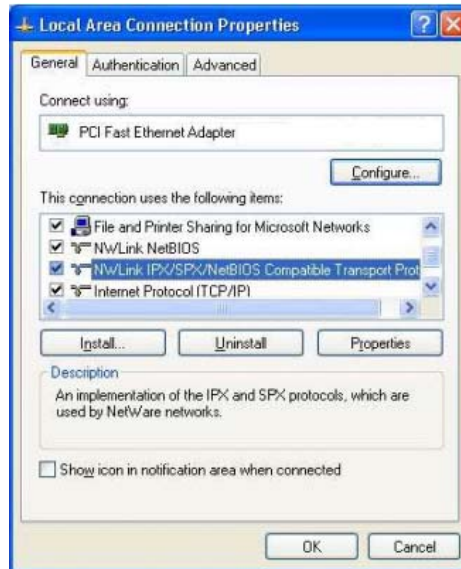 Local Area Connection Properties
General Authentication Advanced
Connect using:
PCI Fast Ethernet Adapter
Configure...
This connection uses the following items:
File and Printer Sharing for Microsoft Networks
NWLink NetBIOS
NWLink IPX/SPX/NetBIOS Compatible Transport Prot
Internet Protocol (TCP/IP)
Install... Uninstall Properties
Description
An implementation of the IPX and SPX protocols, which are
used by NetWare networks.
Show icon in notification area when connected
OK Cancel